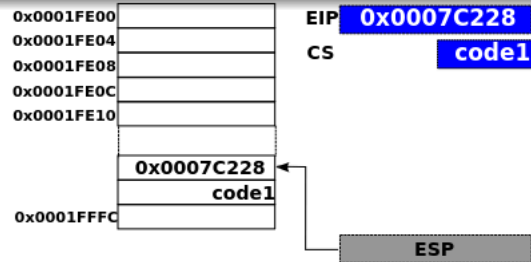 0x0001FE00
0x0001FE04
0x0001FE08
0x0001FE0C
0x0001FE10
0x0007C228
code1
0x0001FFFC
EIP 0x0007C228
CS code1
ESP